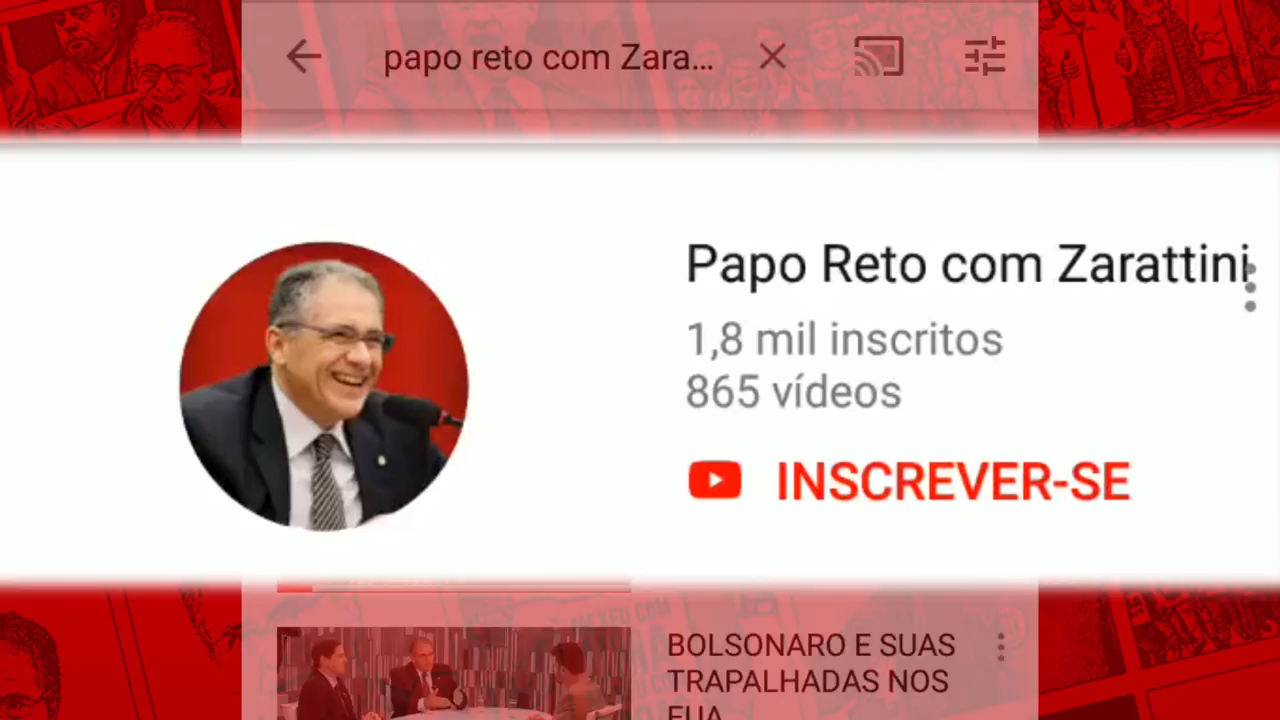 papo reto com Zara...
Papo Reto com Zarattini
1,8 mil inscritos
865 vídeos
INSCREVER-SE
BOLSONARO E SUAS
TRAPALHADAS NOS
EUA